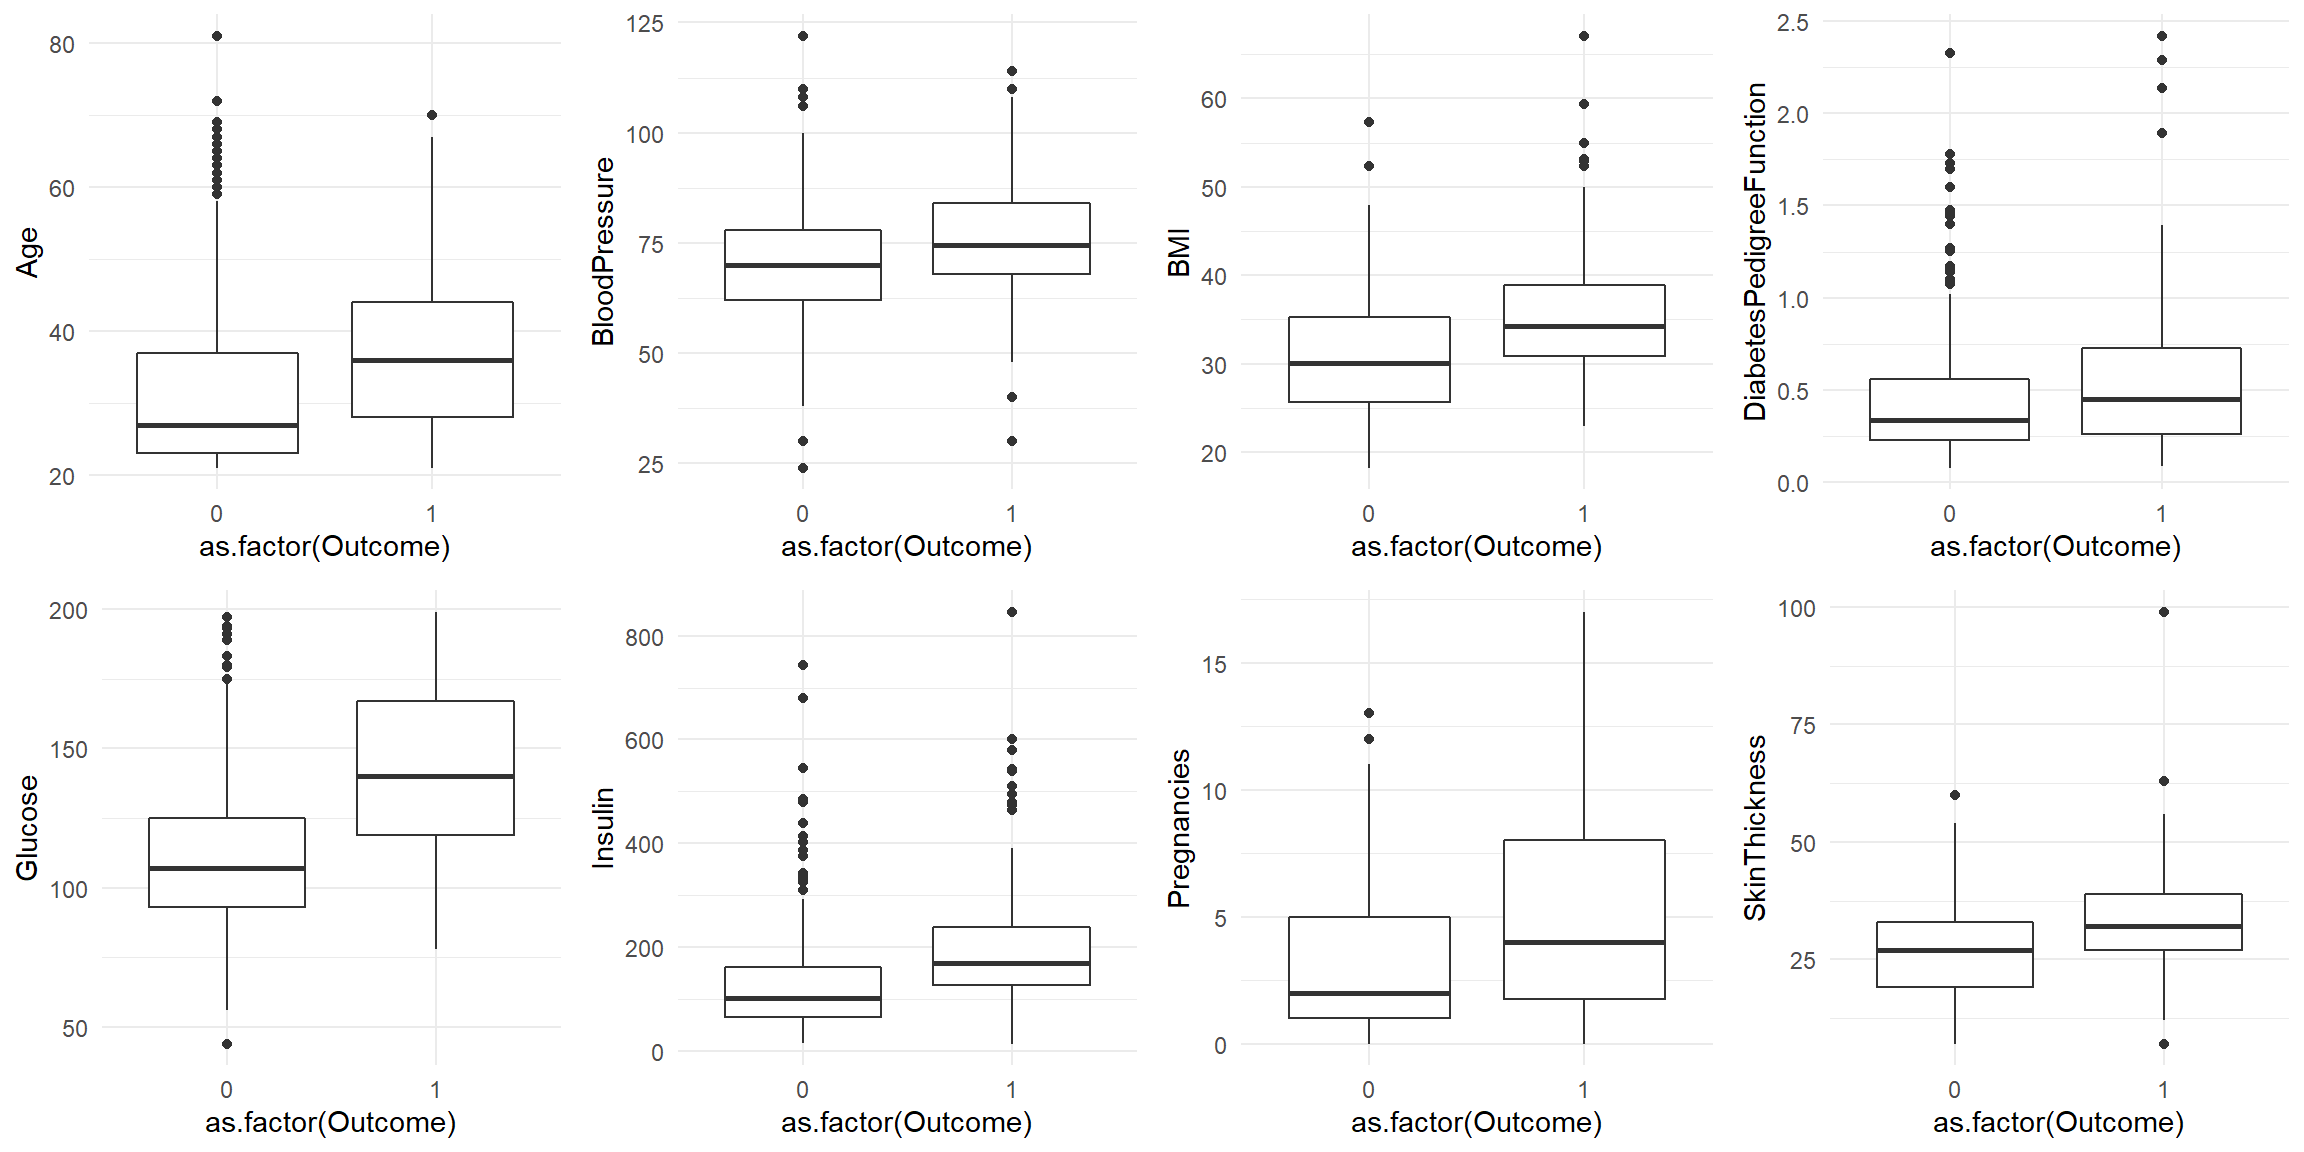 Age
80
60
40
20
0 1
as.factor(Outcome)
BloodPressure
125
100
75
50
25
0 1
as.factor(Outcome)
BMI
60
50
40
30
20
0 1
as.factor(Outcome)
DiabetesPedigreeFunction
2.5
2.0
1.5
1.0
0.5
0.0
0 1
as.factor(Outcome)
Glucose
200
150
100
50
0 1
as.factor(Outcome)
Insulin
800
600
400
200
0
0 1
as.factor(Outcome)
Pregnancies
15
10
5
0
0 1
as.factor(Outcome)
SkinThickness
100
75
50
25
0 1
as.factor(Outcome)